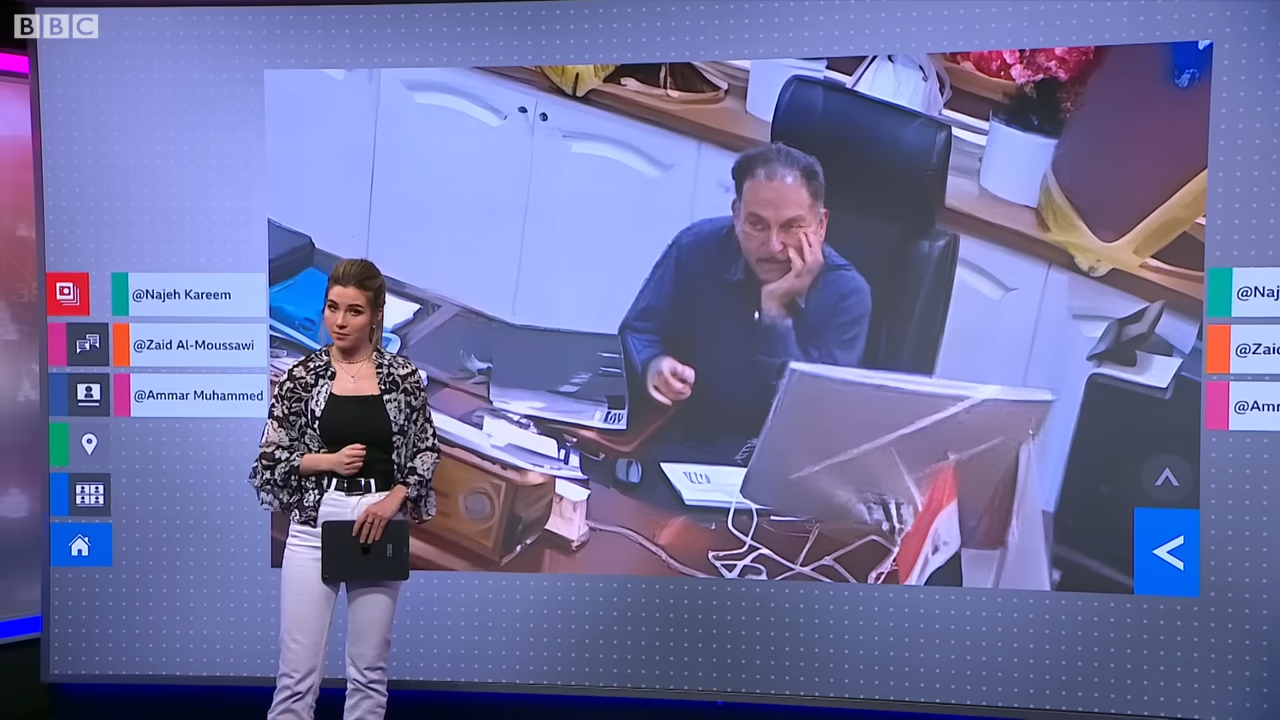 BBC
@Najeh Kareem
@Zaid Al-Moussawi
@Ammar Muhammed
@Naj
@Zaid
@Amr